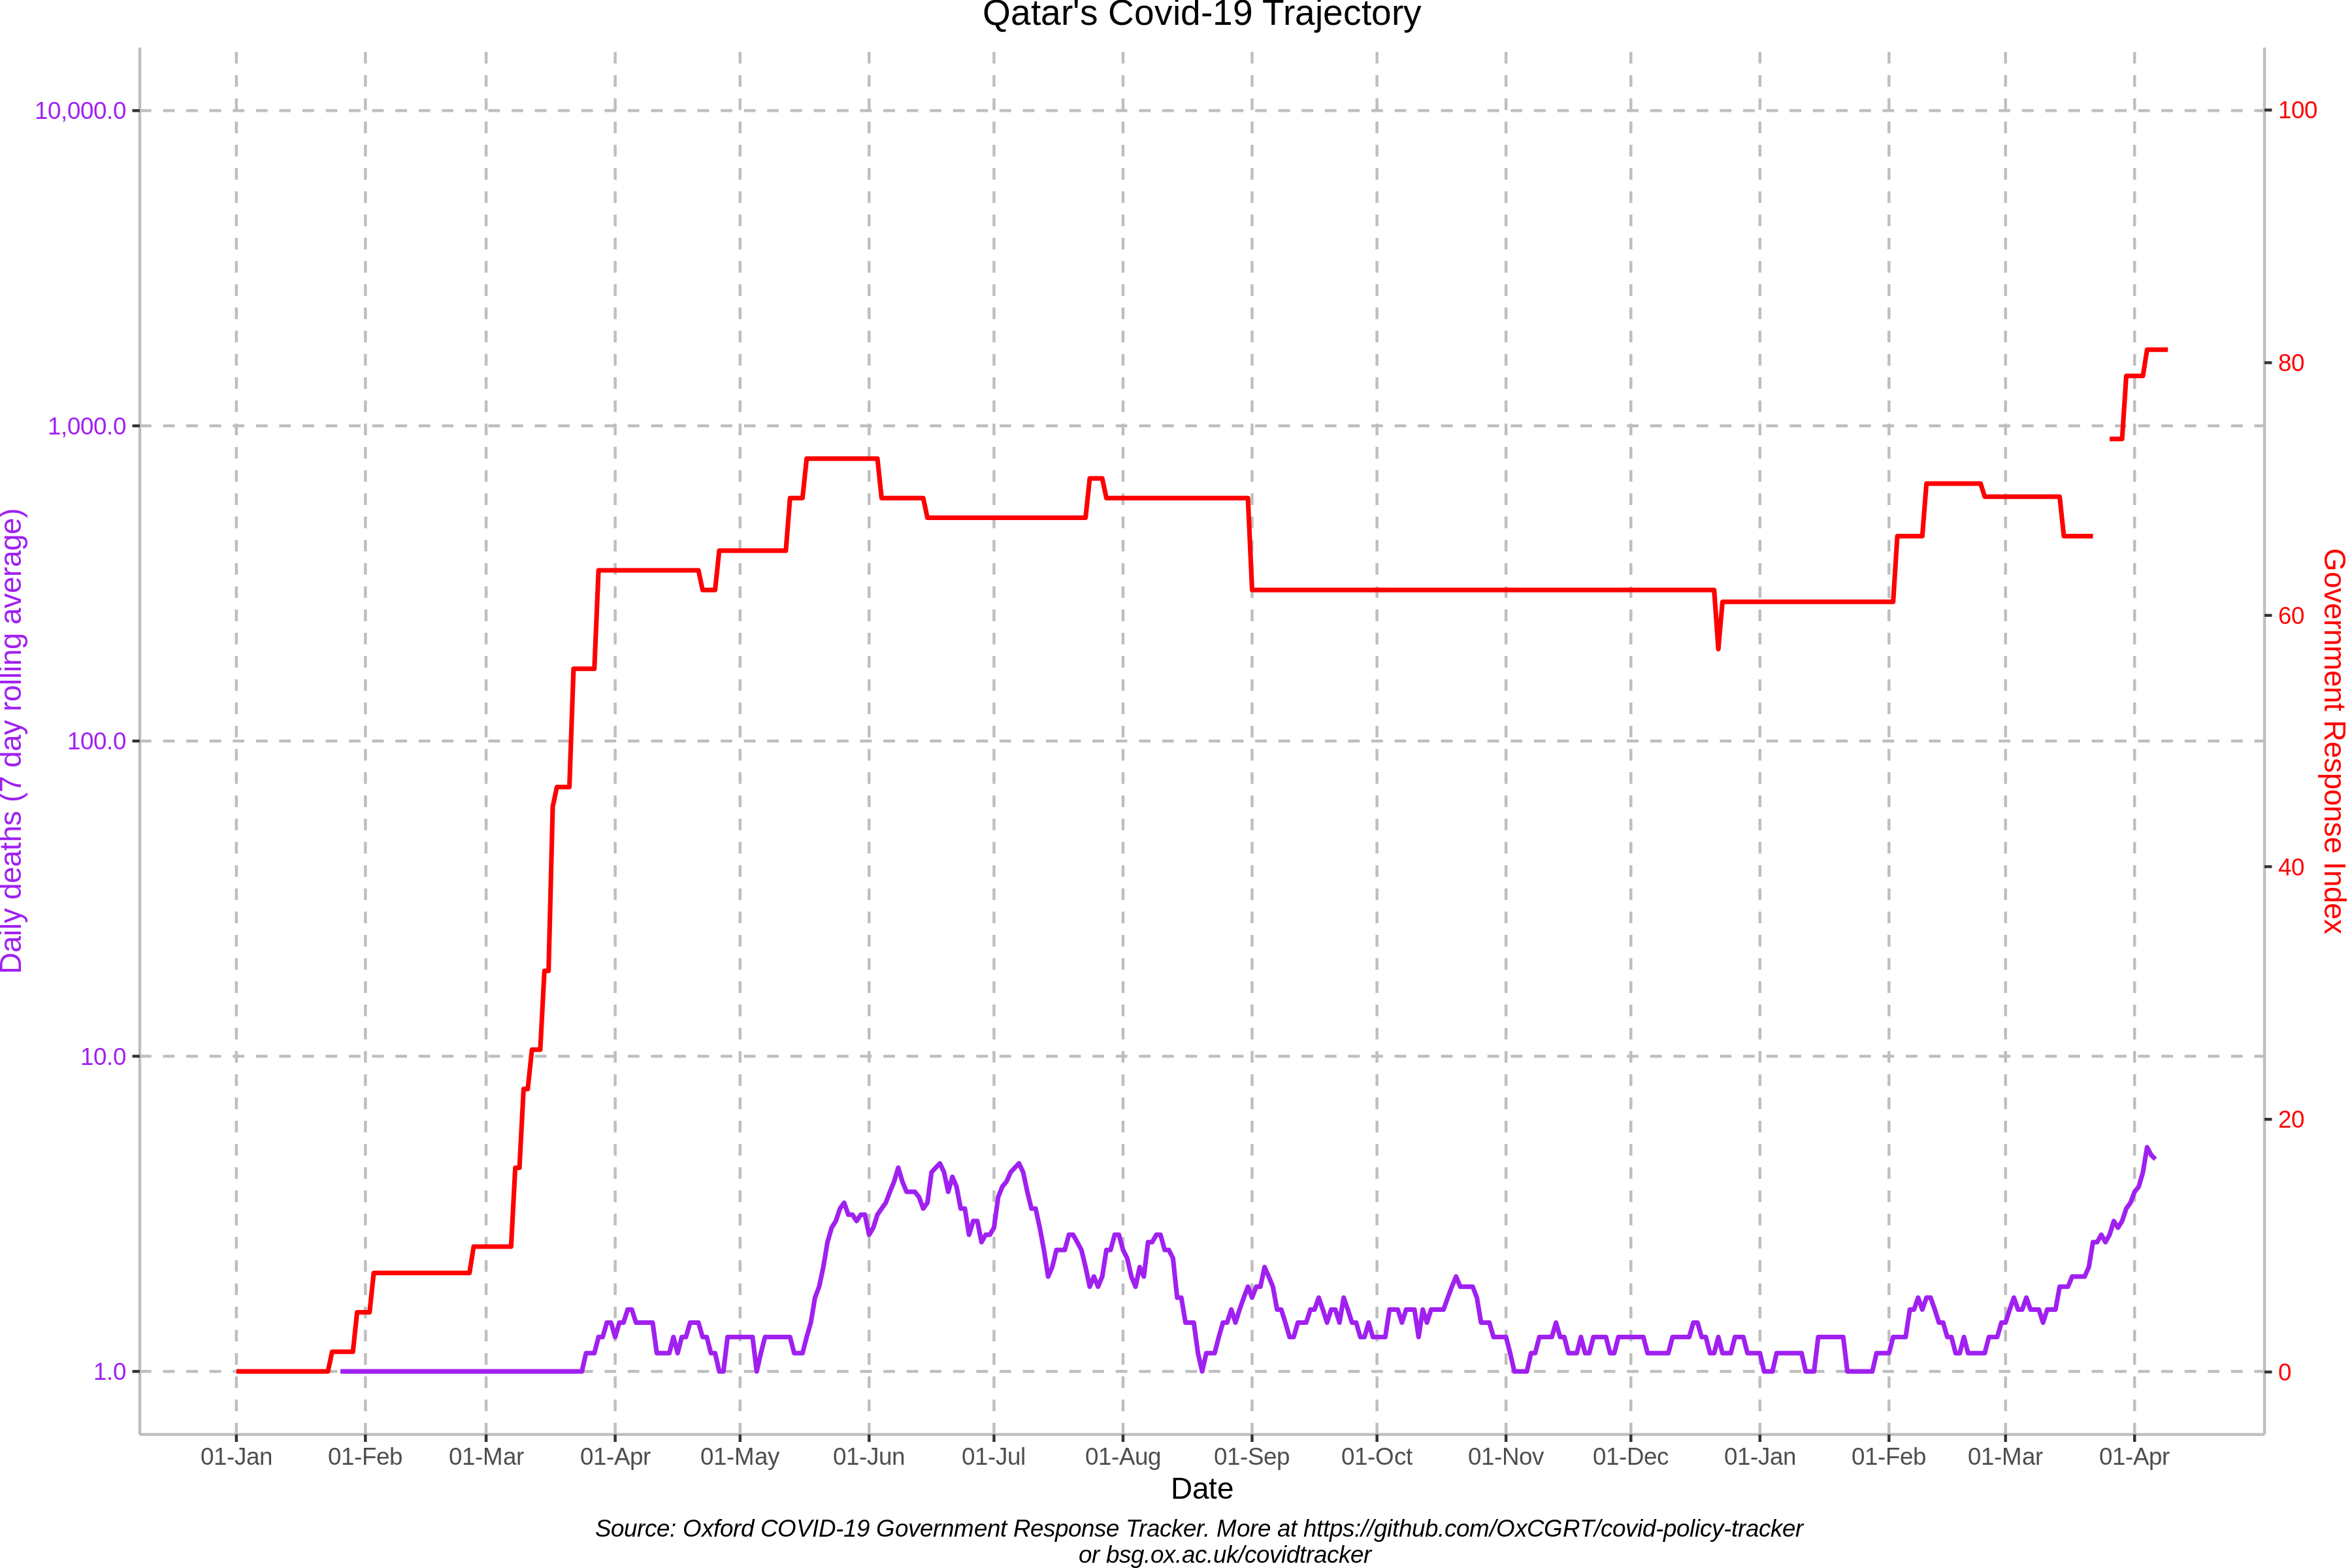 Qatar's Covid-19 Trajectory
10,000.0
1,000.0
100.0
10.0
1.0
Daily deaths (7 day rolling average)
100
80
60
40
20
0
Government Response Index
01-Jan 01-Feb 01-Mar 01-Apr 01-May 01-Jun 01-Jul 01-Aug 01-Sep 01-Oct 01-Nov 01-Dec 01-Jan 01-Feb 01-Mar 01-Apr
Date
Source: Oxford COVID-19 Government Response Tracker. More at https://github.com/OxCGRT/covid-policy-tracker
or bsg.ox.ac.uk/covidtracker